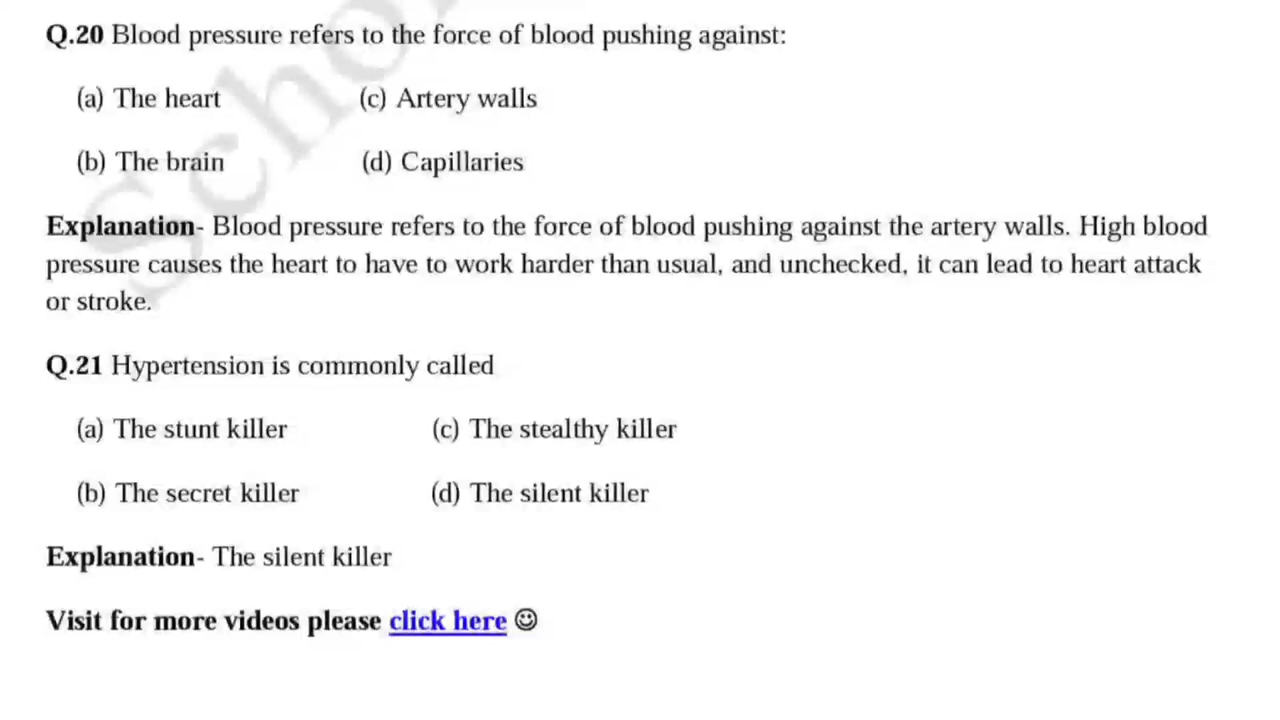 Q.20 Blood pressure refers to the force of blood pushing against:
(a) The heart (c) Artery walls
(b) The brain (d) Capillaries
Explanation- Blood pressure refers to the force of blood pushing against the artery walls. High blood
pressure causes the heart to have to work harder than usual, and unchecked, it can lead to heart attack
or stroke.
Q.21 Hypertension is commonly called
(a) The stunt killer (c) The stealthy killer
(b) The secret killer (d) The silent killer
Explanation- The silent killer
Visit for more videos please click here ☺
Scho